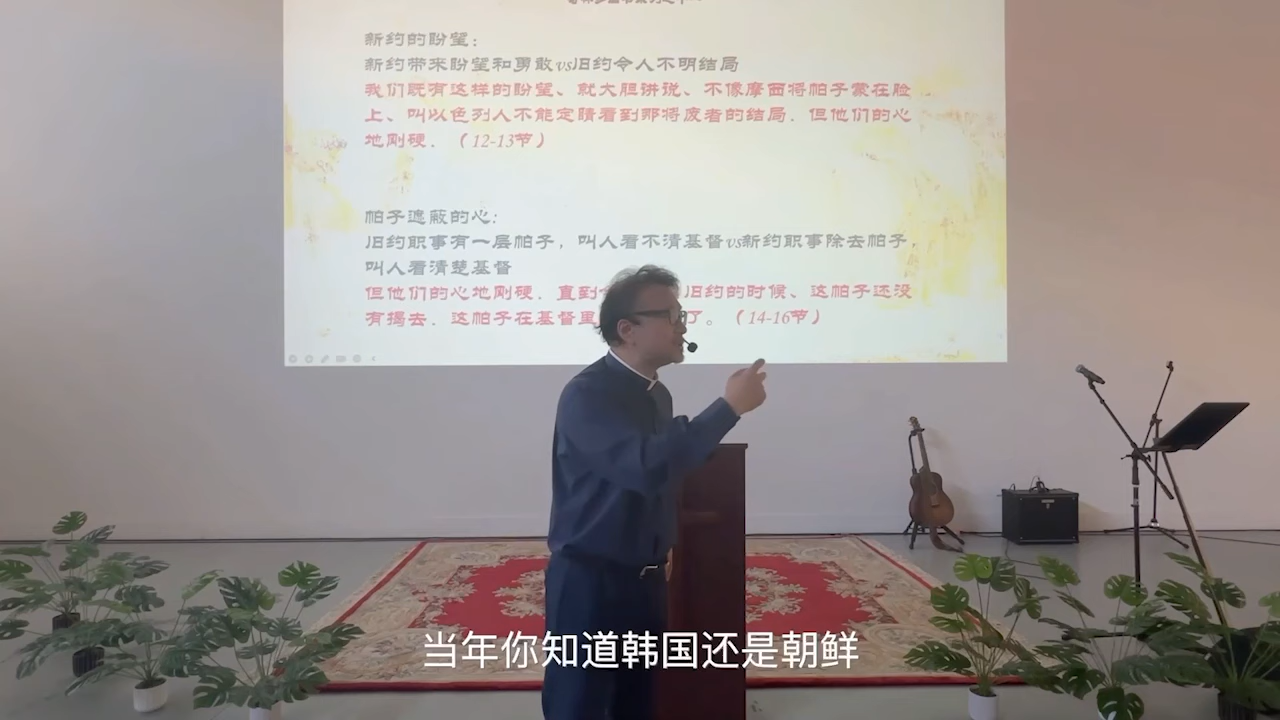 新约的盼望：
新约带来盼望和勇敢vs旧约令人不明结局
我们既有这样的盼望、就大胆讲说、不像摩西将帕子蒙在脸
上、叫以色列人不能定睛看到那将废者的结局．但他们的心
地刚硬．（12-13节）
帕子遮蔽的心：
旧约职事有一层帕子，叫人看不清基督vs新约职事除去帕子，
叫人看清楚基督
但他们的心地刚硬．直到 旧约的时候、这帕子还没
有揭去．这帕子在基督里 了。（14-16节）
当年你知道韩国还是朝鲜